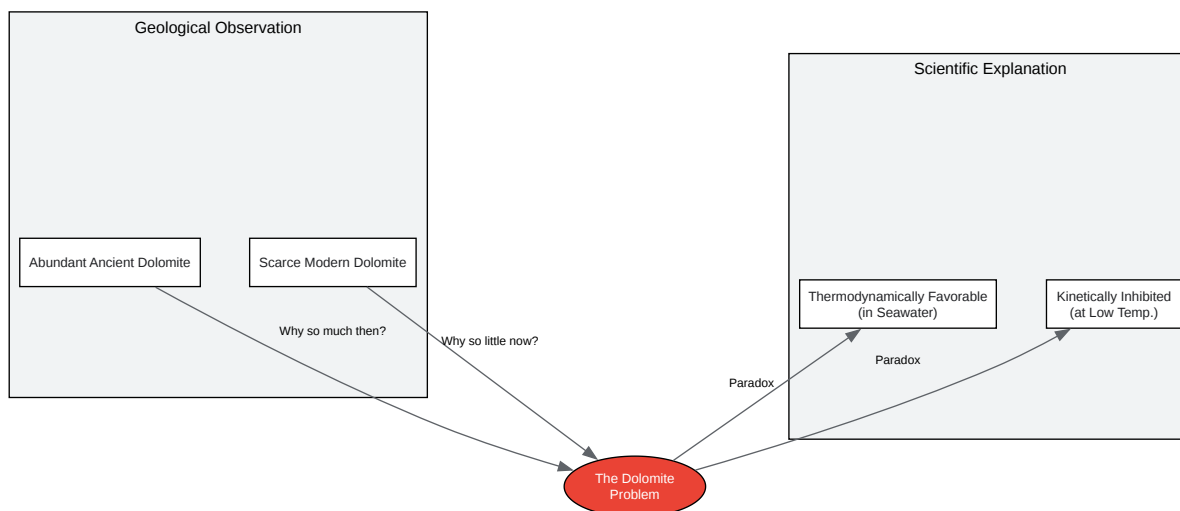 Geological Observation
Scientific Explanation
Abundant Ancient Dolomite
Scarce Modern Dolomite
Thermodynamically Favorable
(in Seawater)
Kinetically Inhibited
(at Low Temp.)
Why so much then?
Why so little now?
Paradox
Paradox
The Dolomite
Problem